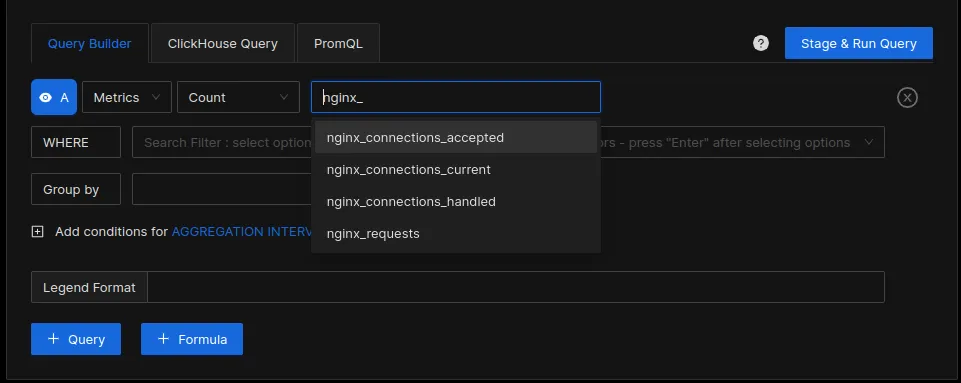 Query Builder ClickHouse Query PromQL ? Stage & Run Query
A Metrics Count nginx_
WHERE Search Filter : select option rs - press "Enter" after selecting options
nginx_connections_accepted
nginx_connections_current
nginx_connections_handled
nginx_requests
Group by
Add conditions for AGGREGATION INTERV
Legend Format
+ Query + Formula